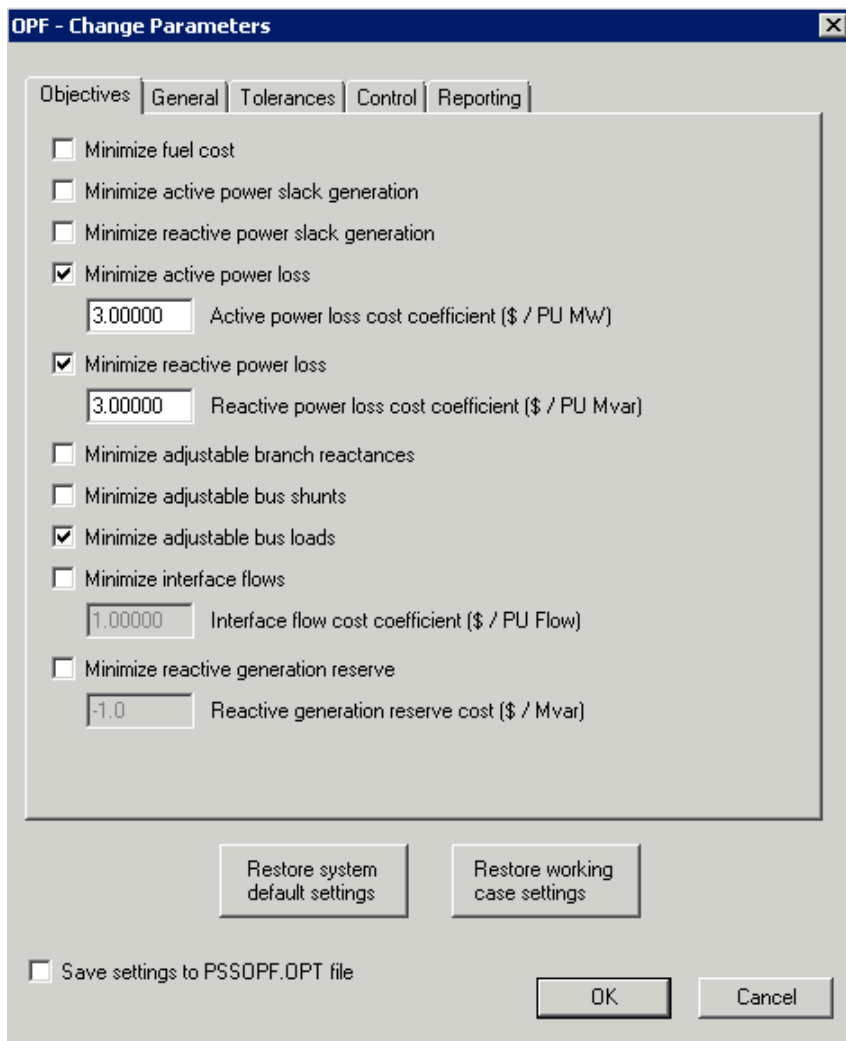 OPF - Change Parameters
Objectives General Tolerances Control Reporting
Minimize fuel cost
Minimize active power slack generation
Minimize reactive power slack generation
Minimize active power loss
3.00000 Active power loss cost coefficient ($ / PU MW)
Minimize reactive power loss
3.00000 Reactive power loss cost coefficient ($ / PU Mvar)
Minimize adjustable branch reactances
Minimize adjustable bus shunts
Minimize adjustable bus loads
Minimize interface flows
1.00000 Interface flow cost coefficient ($ / PU Flow)
Minimize reactive generation reserve
-1.0 Reactive generation reserve cost ($ / Mvar)
Restore system
default settings
Restore working
case settings
Save settings to PSSOPF.OPT file
OK Cancel